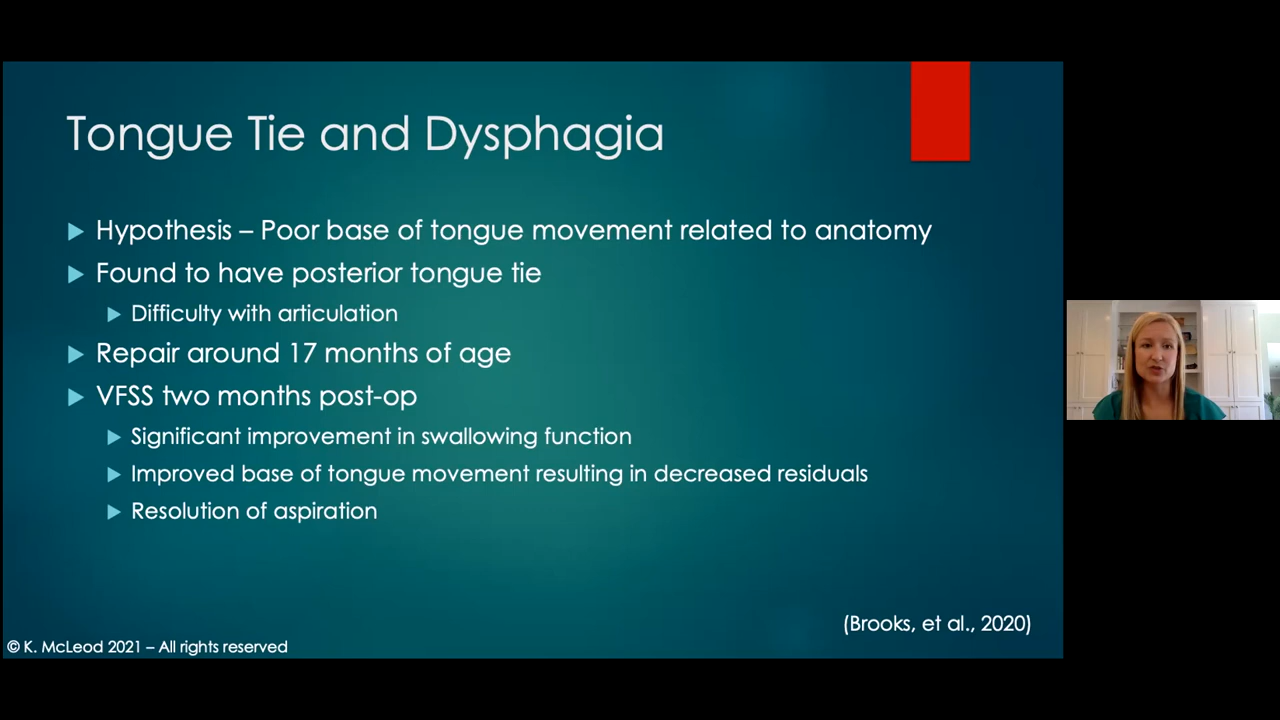 Tongue Tie and Dysphagia
Hypothesis – Poor base of tongue movement related to anatomy
Found to have posterior tongue tie
Difficulty with articulation
Repair around 17 months of age
VFSS two months post-op
Significant improvement in swallowing function
Improved base of tongue movement resulting in decreased residuals
Resolution of aspiration
(Brooks, et al., 2020)
© K. McLeod 2021 – All rights reserved